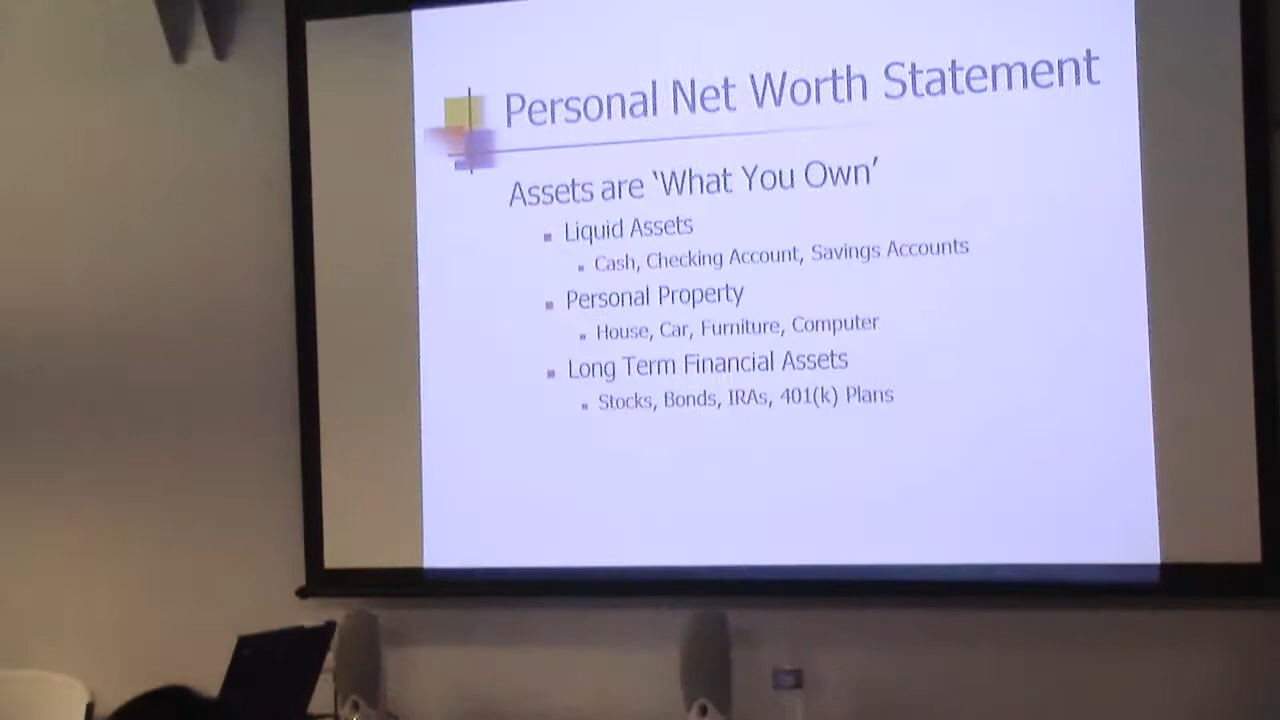 Personal Net Worth Statement
Assets are ‘What You Own’
Liquid Assets
Cash, Checking Account, Savings Accounts
Personal Property
House, Car, Furniture, Computer
Long Term Financial Assets
Stocks, Bonds, IRAs, 401(k) Plans